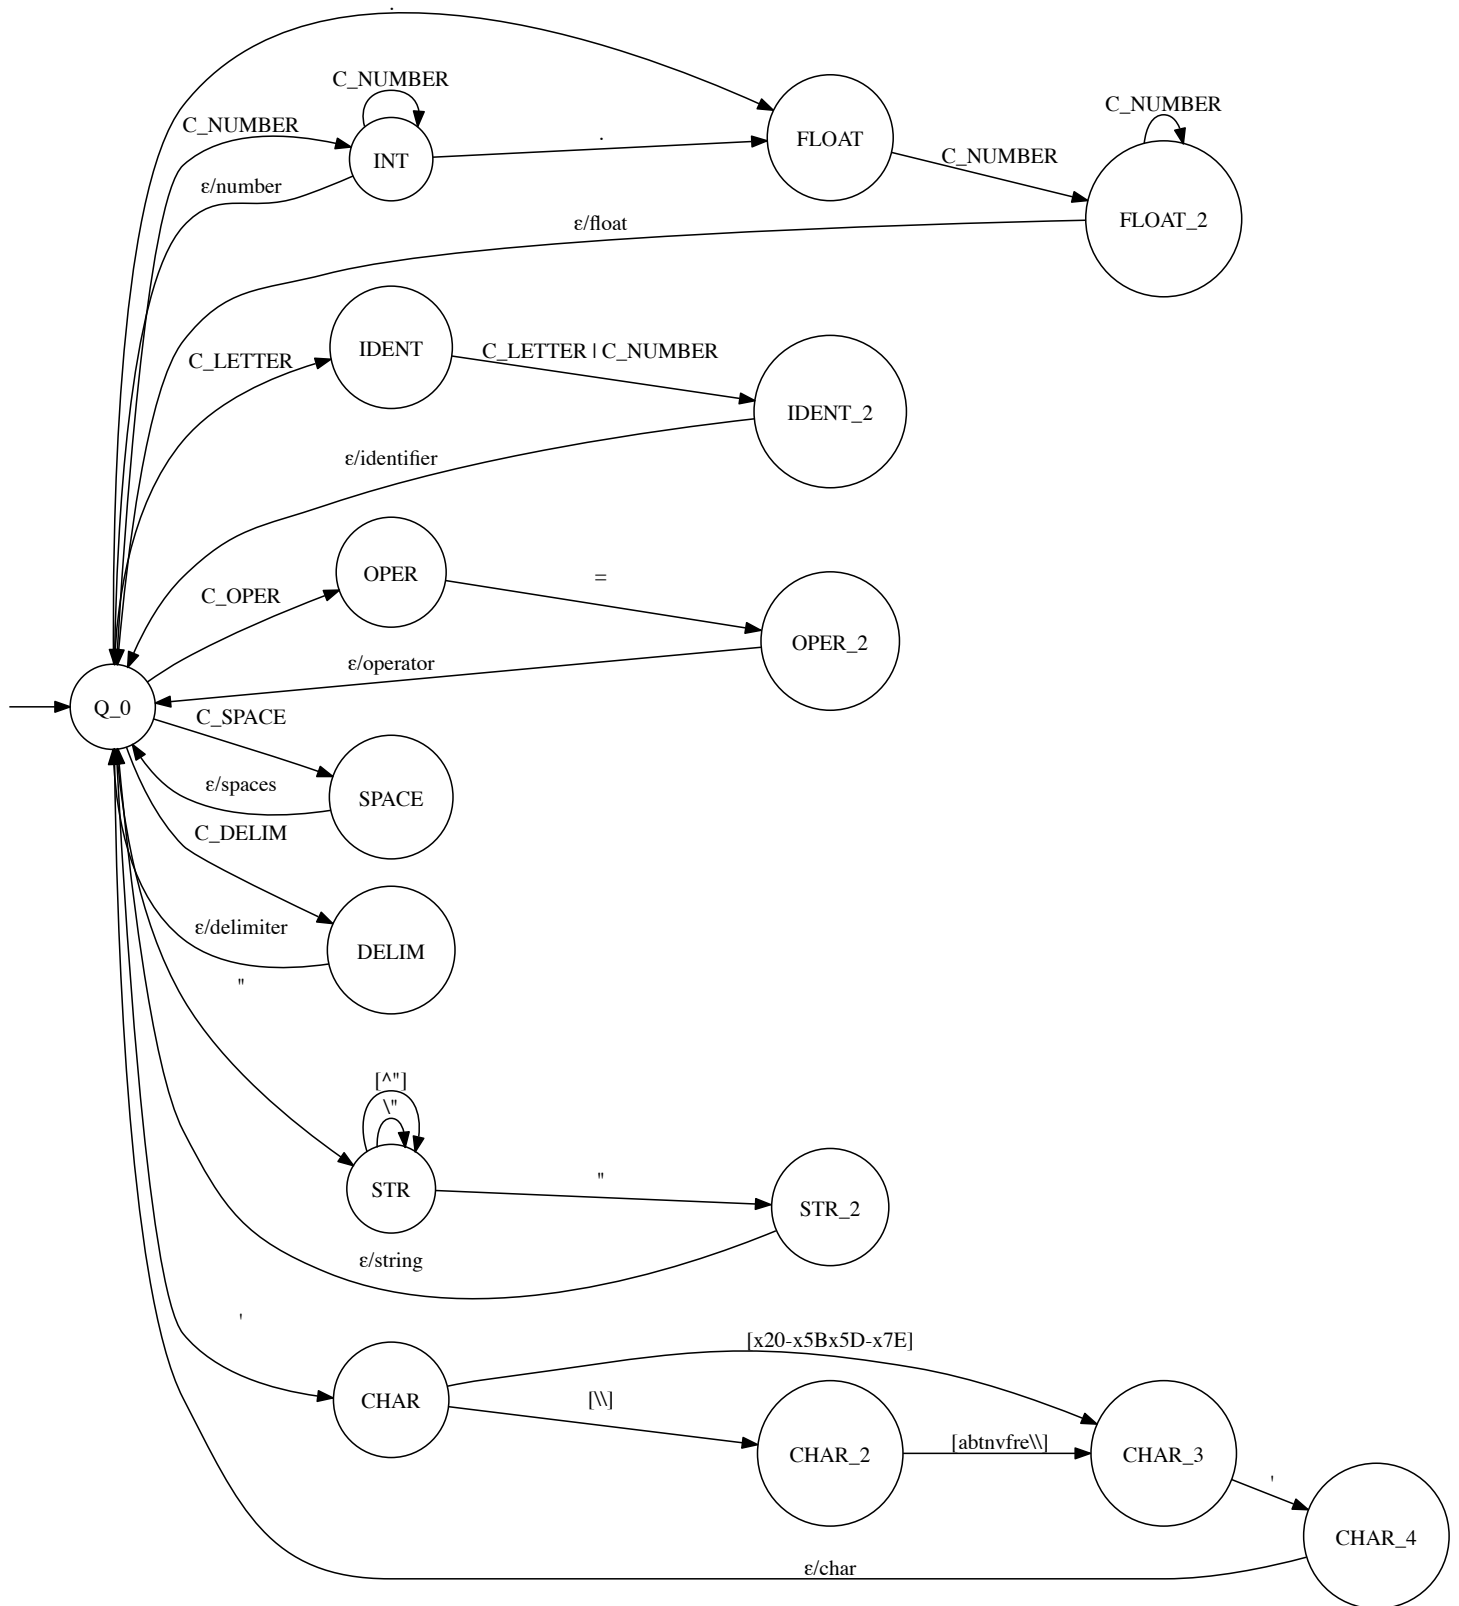 .
C_NUMBER
C_NUMBER
C_NUMBER
INT
.
FLOAT
C_NUMBER
ε/number
FLOAT_2
ε/float
IDENT
C_LETTER
C_LETTER | C_NUMBER
IDENT_2
ε/identifier
OPER
=
C_OPER
OPER_2
ε/operator
Q_0
C_SPACE
ε/spaces
SPACE
C_DELIM
ε/delimiter
DELIM
"
[^"]
\"
STR
"
STR_2
ε/string
'
[x20-x5Bx5D-x7E]
CHAR
[\\]
CHAR_2
[abtnvfre\\]
CHAR_3
'
CHAR_4
ε/char